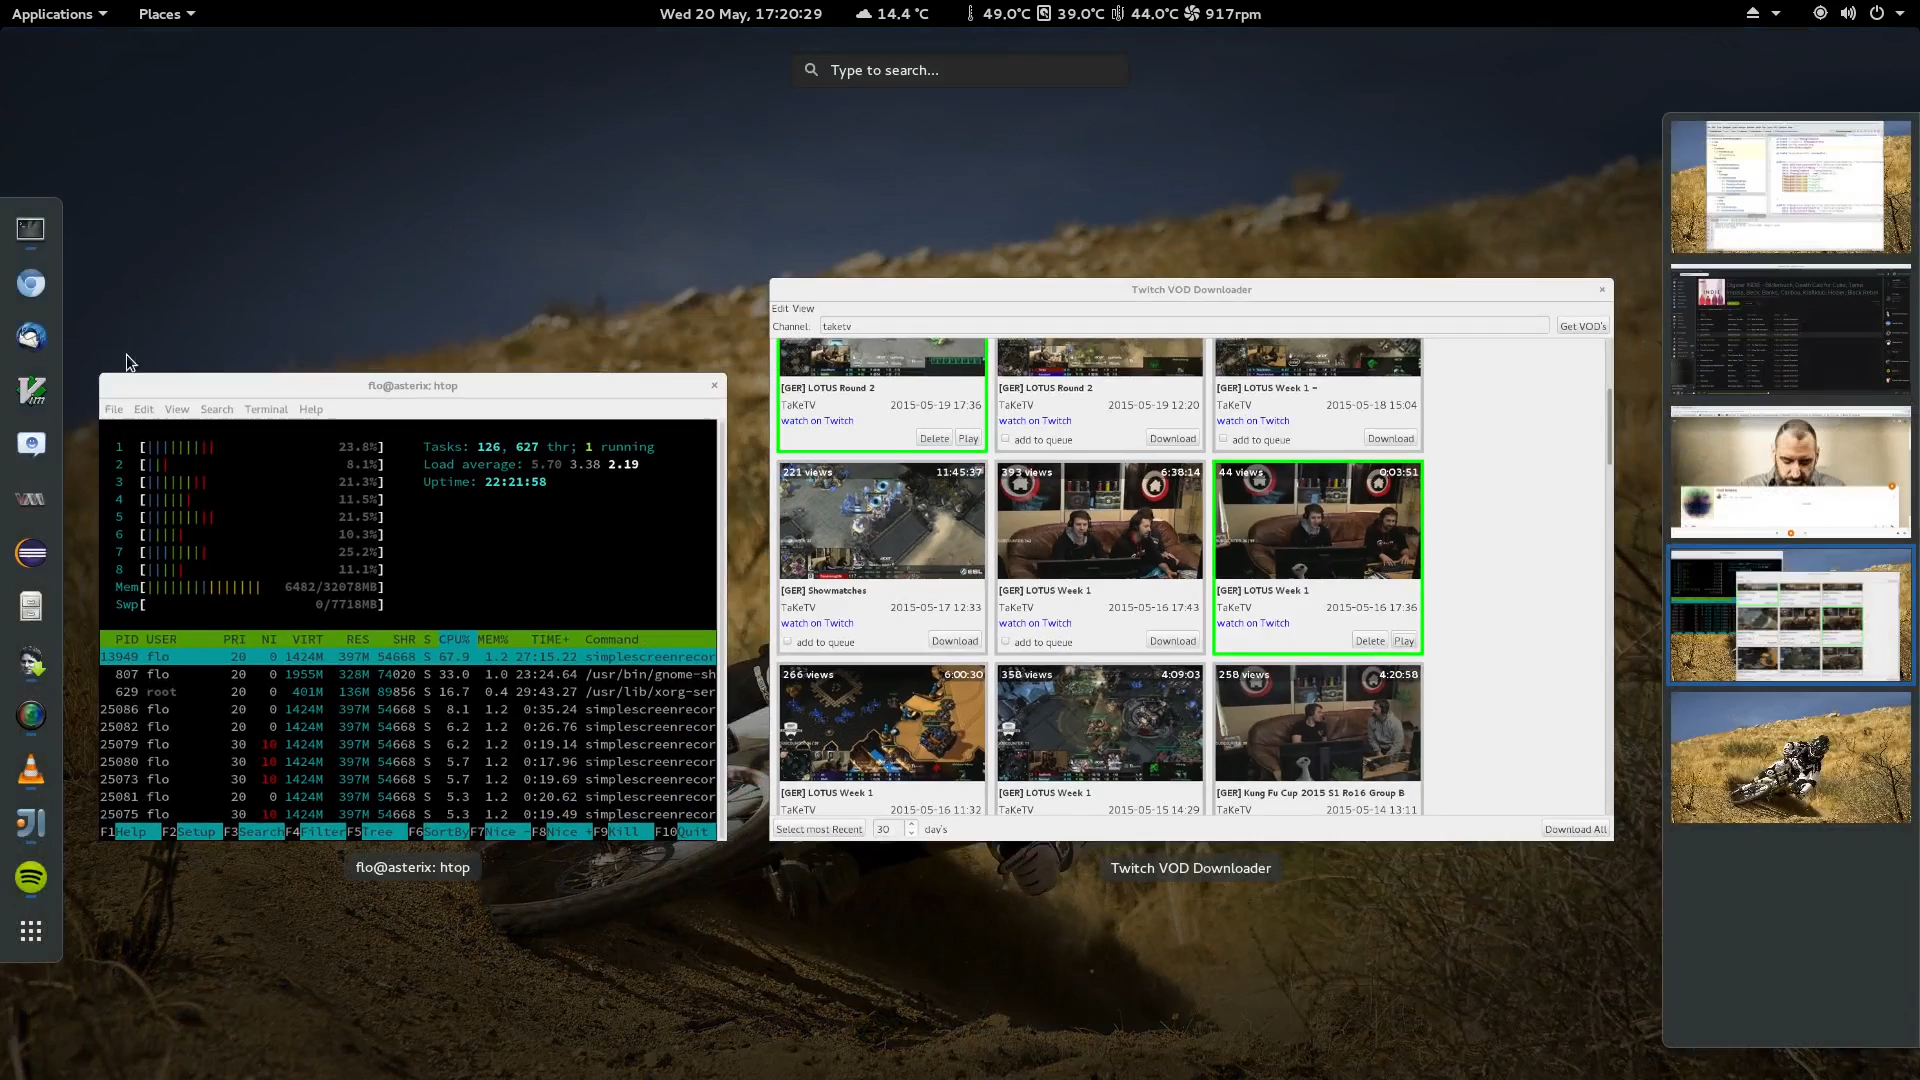 Applications Places Wed 20 May, 17:20:29 14.4 °C 49.0°C 39.0°C 44.0°C 917rpm
Type to search...
flo@asterix: htop
File Edit View Search Terminal Help
1 [ 23.8%] Tasks: 126, 627 thr; 1 running
2 [ 8.1%] Load average: 5.70 3.38 2.19
3 [ 21.3%] Uptime: 22:21:58
4 [ 11.5%]
5 [ 21.5%]
6 [ 10.3%]
7 [ 25.2%]
8 [ 11.1%]
Mem[ 6482/32078MB]
Swp[ 0/7718MB]
PID USER PRI NI VIRT RES SHR S CPU% MEM% TIME+ Command
13949 flo 20 0 1424M 397M 54668 S 67.9 1.2 27:15.22 simplescreenrecor
807 flo 20 0 1955M 328M 74020 S 33.0 1.0 23:24.64 /usr/bin/gnome-sh
629 root 20 0 401M 136M 89856 S 16.7 0.4 29:43.27 /usr/lib/xorg-ser
25086 flo 20 0 1424M 397M 54668 S 8.1 1.2 0:35.24 simplescreenrecor
25082 flo 20 0 1424M 397M 54668 S 6.2 1.2 0:26.76 simplescreenrecor
25079 flo 30 10 1424M 397M 54668 S 6.2 1.2 0:19.14 simplescreenrecor
25080 flo 30 10 1424M 397M 54668 S 5.7 1.2 0:17.96 simplescreenrecor
25073 flo 30 10 1424M 397M 54668 S 5.7 1.2 0:19.69 simplescreenrecor
25081 flo 20 0 1424M 397M 54668 S 5.3 1.2 0:20.62 simplescreenrecor
25075 flo 30 10 1424M 397M 54668 S 5.3 1.2 0:19.49 simplescreenrecor
F1Help F2Setup F3SearchF4FilterF5Tree F6SortByF7Nice -F8Nice +F9Kill F10Quit
flo@asterix: htop
Twitch VOD Downloader
Edit View
Channel: taketv Get VOD's
[GER] LOTUS Round 2 [GER] LOTUS Round 2 [GER] LOTUS Week 1 -
TaKeTV 2015-05-19 17:36 TaKeTV 2015-05-19 12:20 TaKeTV 2015-05-18 15:04
watch on Twitch watch on Twitch watch on Twitch
Delete Play add to queue Download add to queue Download
221 views 11:45:37 393 views 6:38:14 44 views 0:03:51
[GER] Showmatches [GER] LOTUS Week 1 [GER] LOTUS Week 1
TaKeTV 2015-05-17 12:33 TaKeTV 2015-05-16 17:43 TaKeTV 2015-05-16 17:36
watch on Twitch watch on Twitch watch on Twitch
add to queue Download add to queue Download Delete Play
266 views 6:00:30 358 views 4:09:03 258 views 4:20:58
[GER] LOTUS Week 1 [GER] LOTUS Week 1 [GER] Kung Fu Cup 2015 S1 Ro16 Group B
TaKeTV 2015-05-16 11:32 TaKeTV 2015-05-15 14:29 TaKeTV 2015-05-14 13:11
Select most Recent 30 day's Download All
Twitch VOD Downloader